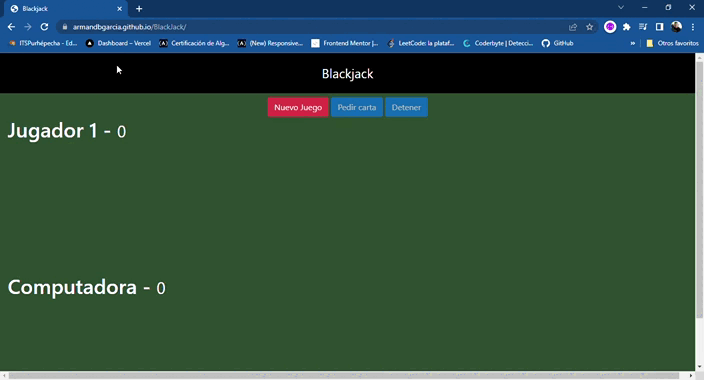 Blackjack
armandbgarcia.github.io/BlackJack/
ITSPurhépecha - Ed...
Dashboard – Vercel
Certificación de Alg...
(New) Responsive...
Frontend Mentor |...
LeetCode: la plataf...
Coderbyte | Detecci...
GitHub
»
Otros favoritos
Blackjack
Nuevo Juego
Pedir carta
Detener
Jugador 1 - 0
Computadora - 0